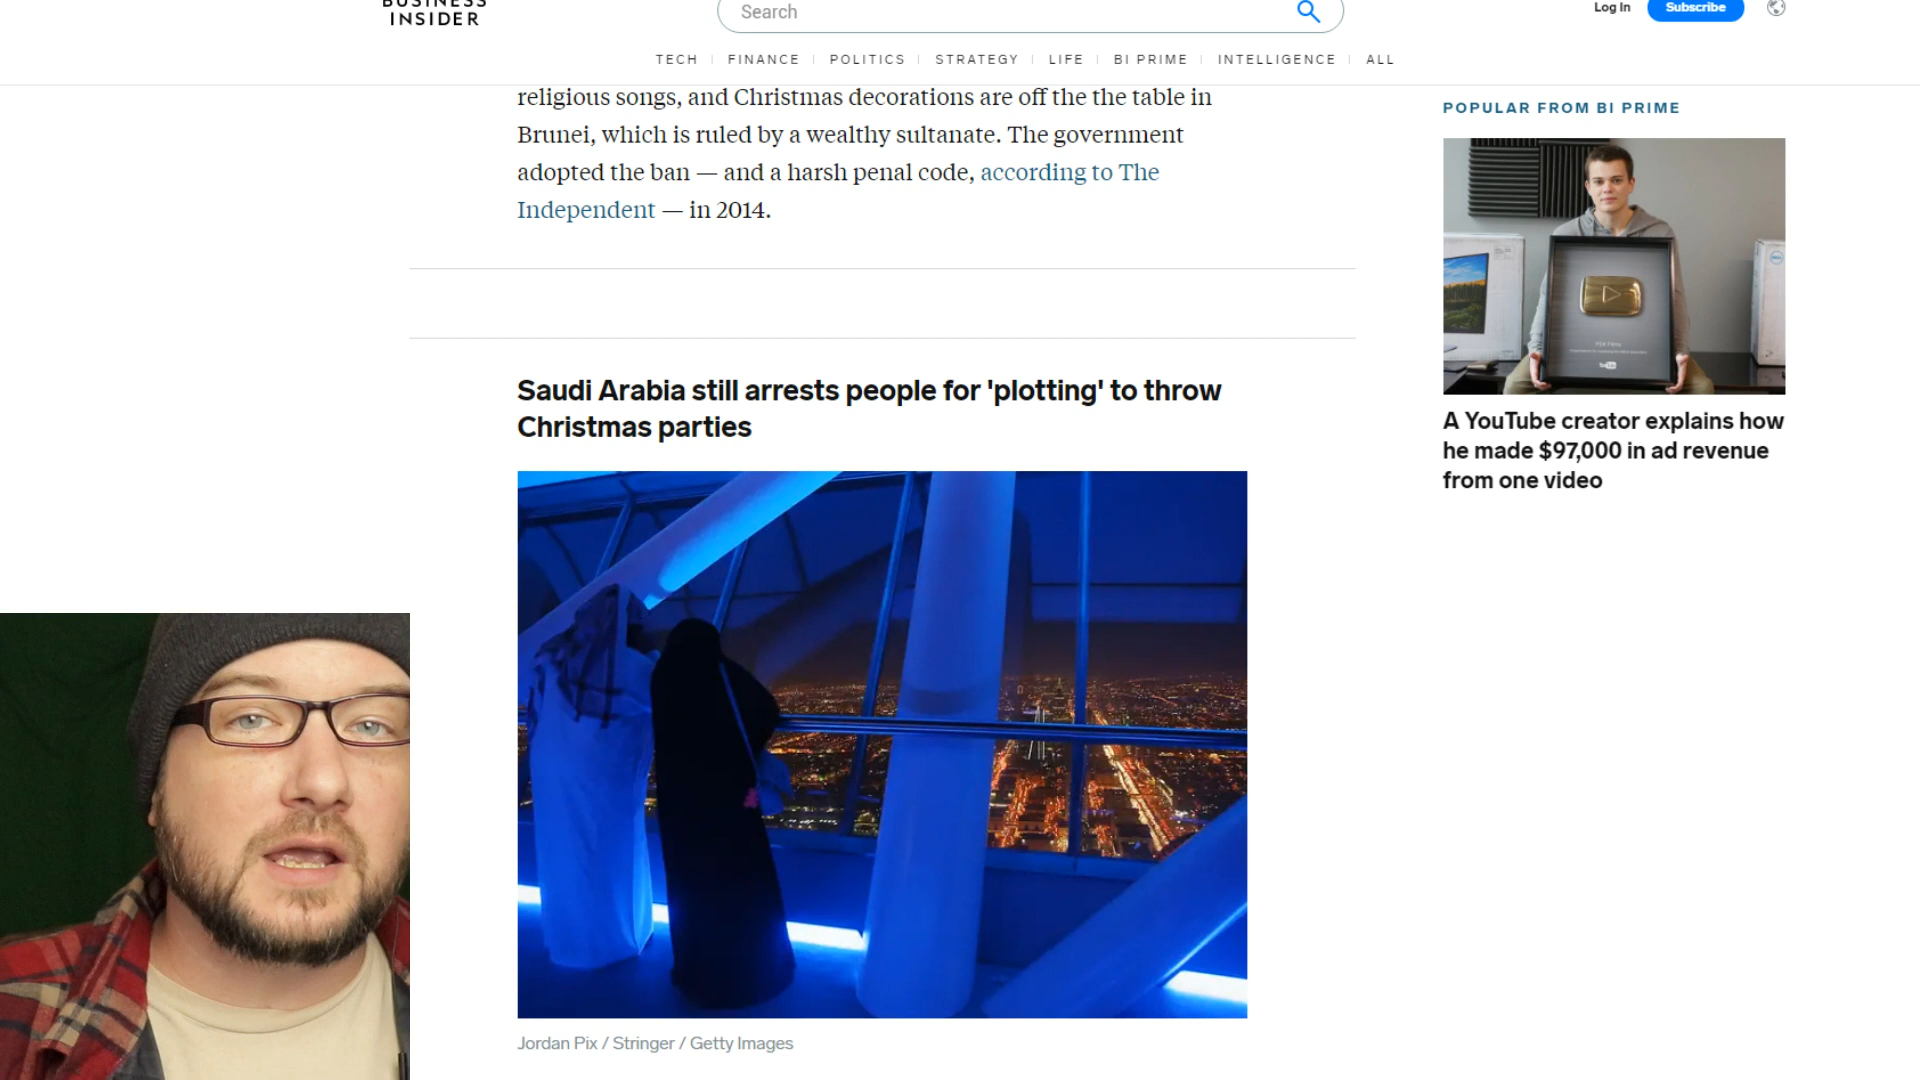 BUSINESS
INSIDER
Search
Log In
Subscribe
TECH
FINANCE
POLITICS
STRATEGY
LIFE
BI PRIME
INTELLIGENCE
ALL
religious songs, and Christmas decorations are off the the table in
Brunei, which is ruled by a wealthy sultanate. The government
adopted the ban — and a harsh penal code, according to The
Independent — in 2014.
Saudi Arabia still arrests people for 'plotting' to throw
Christmas parties
Jordan Pix / Stringer / Getty Images
POPULAR FROM BI PRIME
A YouTube creator explains how
he made $97,000 in ad revenue
from one video